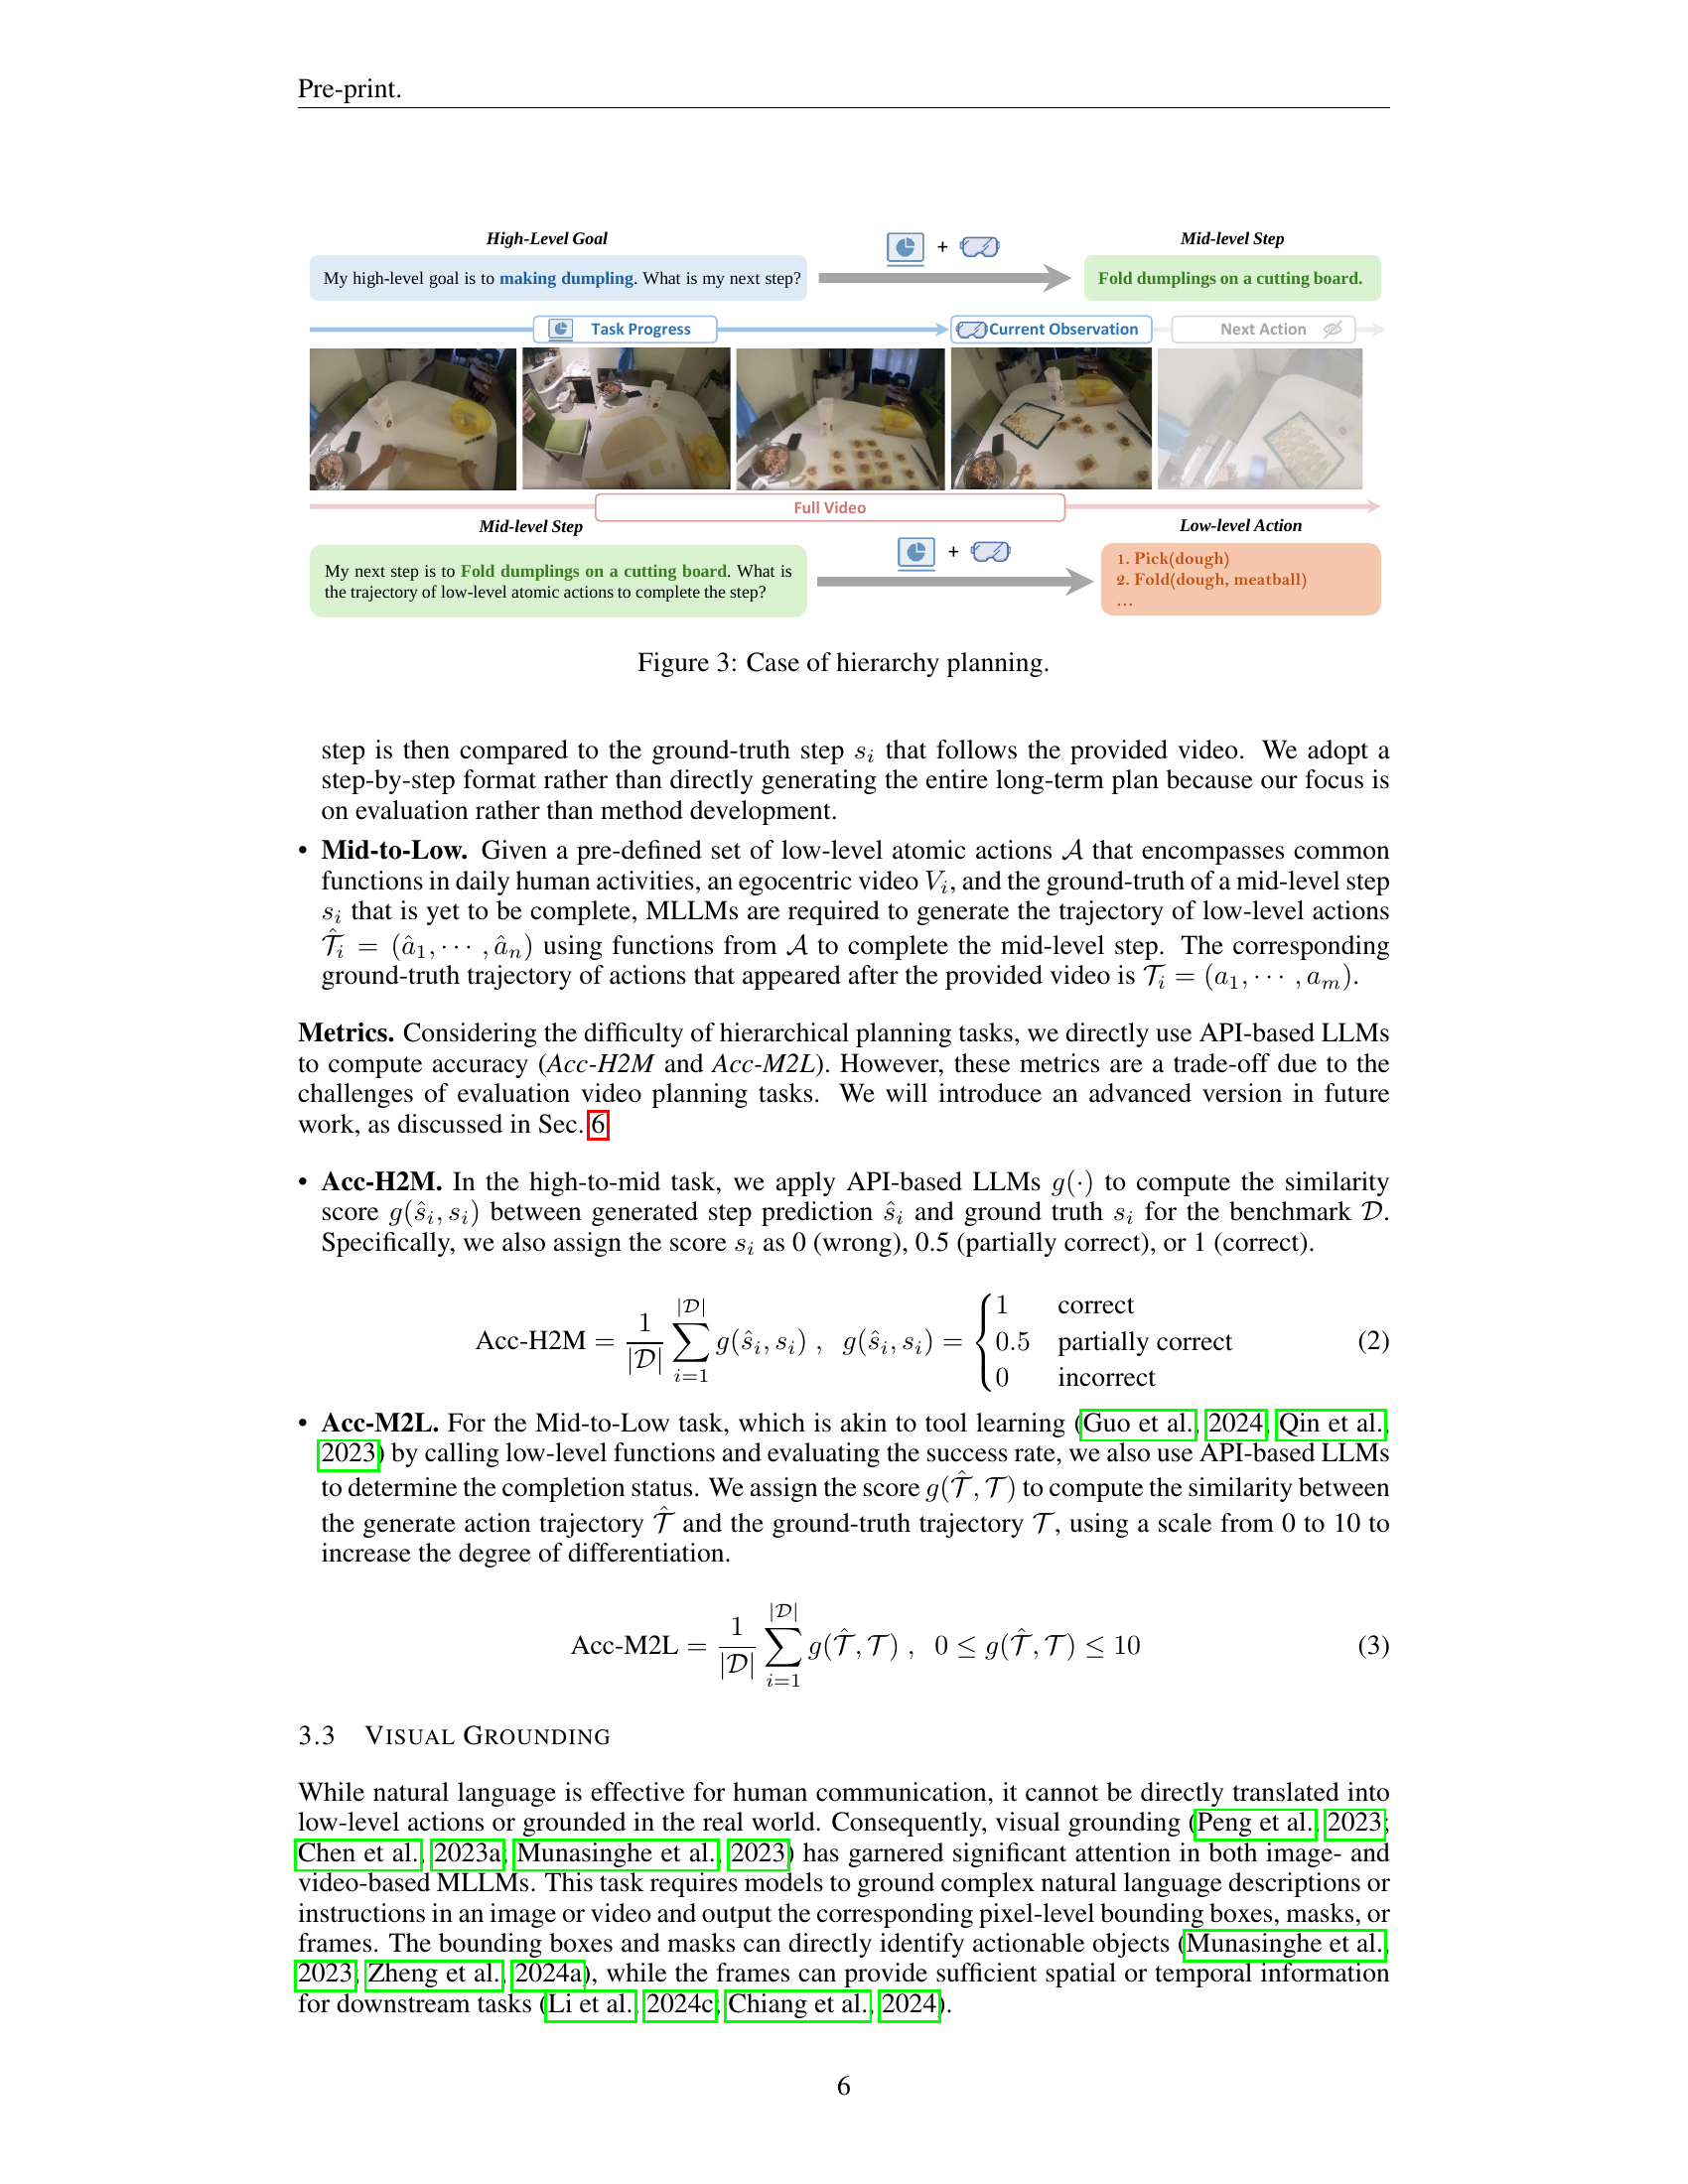 Pre-print.
High-Level Goal
+
Mid-level Step
My high-level goal is to making dumpling. What is my next step?
Fold dumplings on a cutting board.
Task Progress
Current Observation
Next Action
Full Video
Mid-level Step
Low-level Action
My next step is to Fold dumplings on a cutting board. What is
the trajectory of low-level atomic actions to complete the step?
+
1. Pick(dough)
2. Fold(dough, meatball)
...
Figure 3: Case of hierarchy planning.
step is then compared to the ground-truth step $s_i$ that follows the provided video. We adopt a
step-by-step format rather than directly generating the entire long-term plan because our focus is
on evaluation rather than method development.
• Mid-to-Low. Given a pre-defined set of low-level atomic actions $\mathcal{A}$ that encompasses common
functions in daily human activities, an egocentric video $V_i$, and the ground-truth of a mid-level step
$s_i$ that is yet to be complete, MLLMs are required to generate the trajectory of low-level actions
$\hat{\mathcal{T}}_i = (\hat{a}_1, \cdots, \hat{a}_n)$ using functions from $\mathcal{A}$ to complete the mid-level step. The corresponding
ground-truth trajectory of actions that appeared after the provided video is $\mathcal{T}_i = (a_1, \cdots, a_m)$.
Metrics. Considering the difficulty of hierarchical planning tasks, we directly use API-based LLMs
to compute accuracy (Acc-H2M and Acc-M2L). However, these metrics are a trade-off due to the
challenges of evaluation video planning tasks. We will introduce an advanced version in future
work, as discussed in Sec. 6
• Acc-H2M. In the high-to-mid task, we apply API-based LLMs $g(\cdot)$ to compute the similarity
score $g(\hat{s}_i, s_i)$ between generated step prediction $\hat{s}_i$ and ground truth $s_i$ for the benchmark $\mathcal{D}$.
Specifically, we also assign the score $s_i$ as 0 (wrong), 0.5 (partially correct), or 1 (correct).
$\text{Acc-H2M} = \frac{1}{|\mathcal{D}|} \sum_{i=1}^{|\mathcal{D}|} g(\hat{s}_i, s_i) , \; g(\hat{s}_i, s_i) = \begin{cases} 1 & \text{correct} \\ 0.5 & \text{partially correct} \\ 0 & \text{incorrect} \end{cases}$ (2)
• Acc-M2L. For the Mid-to-Low task, which is akin to tool learning (Guo et al., 2024; Qin et al.,
2023) by calling low-level functions and evaluating the success rate, we also use API-based LLMs
to determine the completion status. We assign the score $g(\hat{\mathcal{T}}, \mathcal{T})$ to compute the similarity between
the generate action trajectory $\hat{\mathcal{T}}$ and the ground-truth trajectory $\mathcal{T}$, using a scale from 0 to 10 to
increase the degree of differentiation.
$\text{Acc-M2L} = \frac{1}{|\mathcal{D}|} \sum_{i=1}^{|\mathcal{D}|} g(\hat{\mathcal{T}}, \mathcal{T}) , \; 0 \leq g(\hat{\mathcal{T}}, \mathcal{T}) \leq 10$ (3)
3.3 VISUAL GROUNDING
While natural language is effective for human communication, it cannot be directly translated into
low-level actions or grounded in the real world. Consequently, visual grounding (Peng et al., 2023;
Chen et al., 2023a; Munasinghe et al., 2023) has garnered significant attention in both image- and
video-based MLLMs. This task requires models to ground complex natural language descriptions or
instructions in an image or video and output the corresponding pixel-level bounding boxes, masks, or
frames. The bounding boxes and masks can directly identify actionable objects (Munasinghe et al.,
2023; Zheng et al., 2024a), while the frames can provide sufficient spatial or temporal information
for downstream tasks (Li et al., 2024c; Chiang et al., 2024).
6